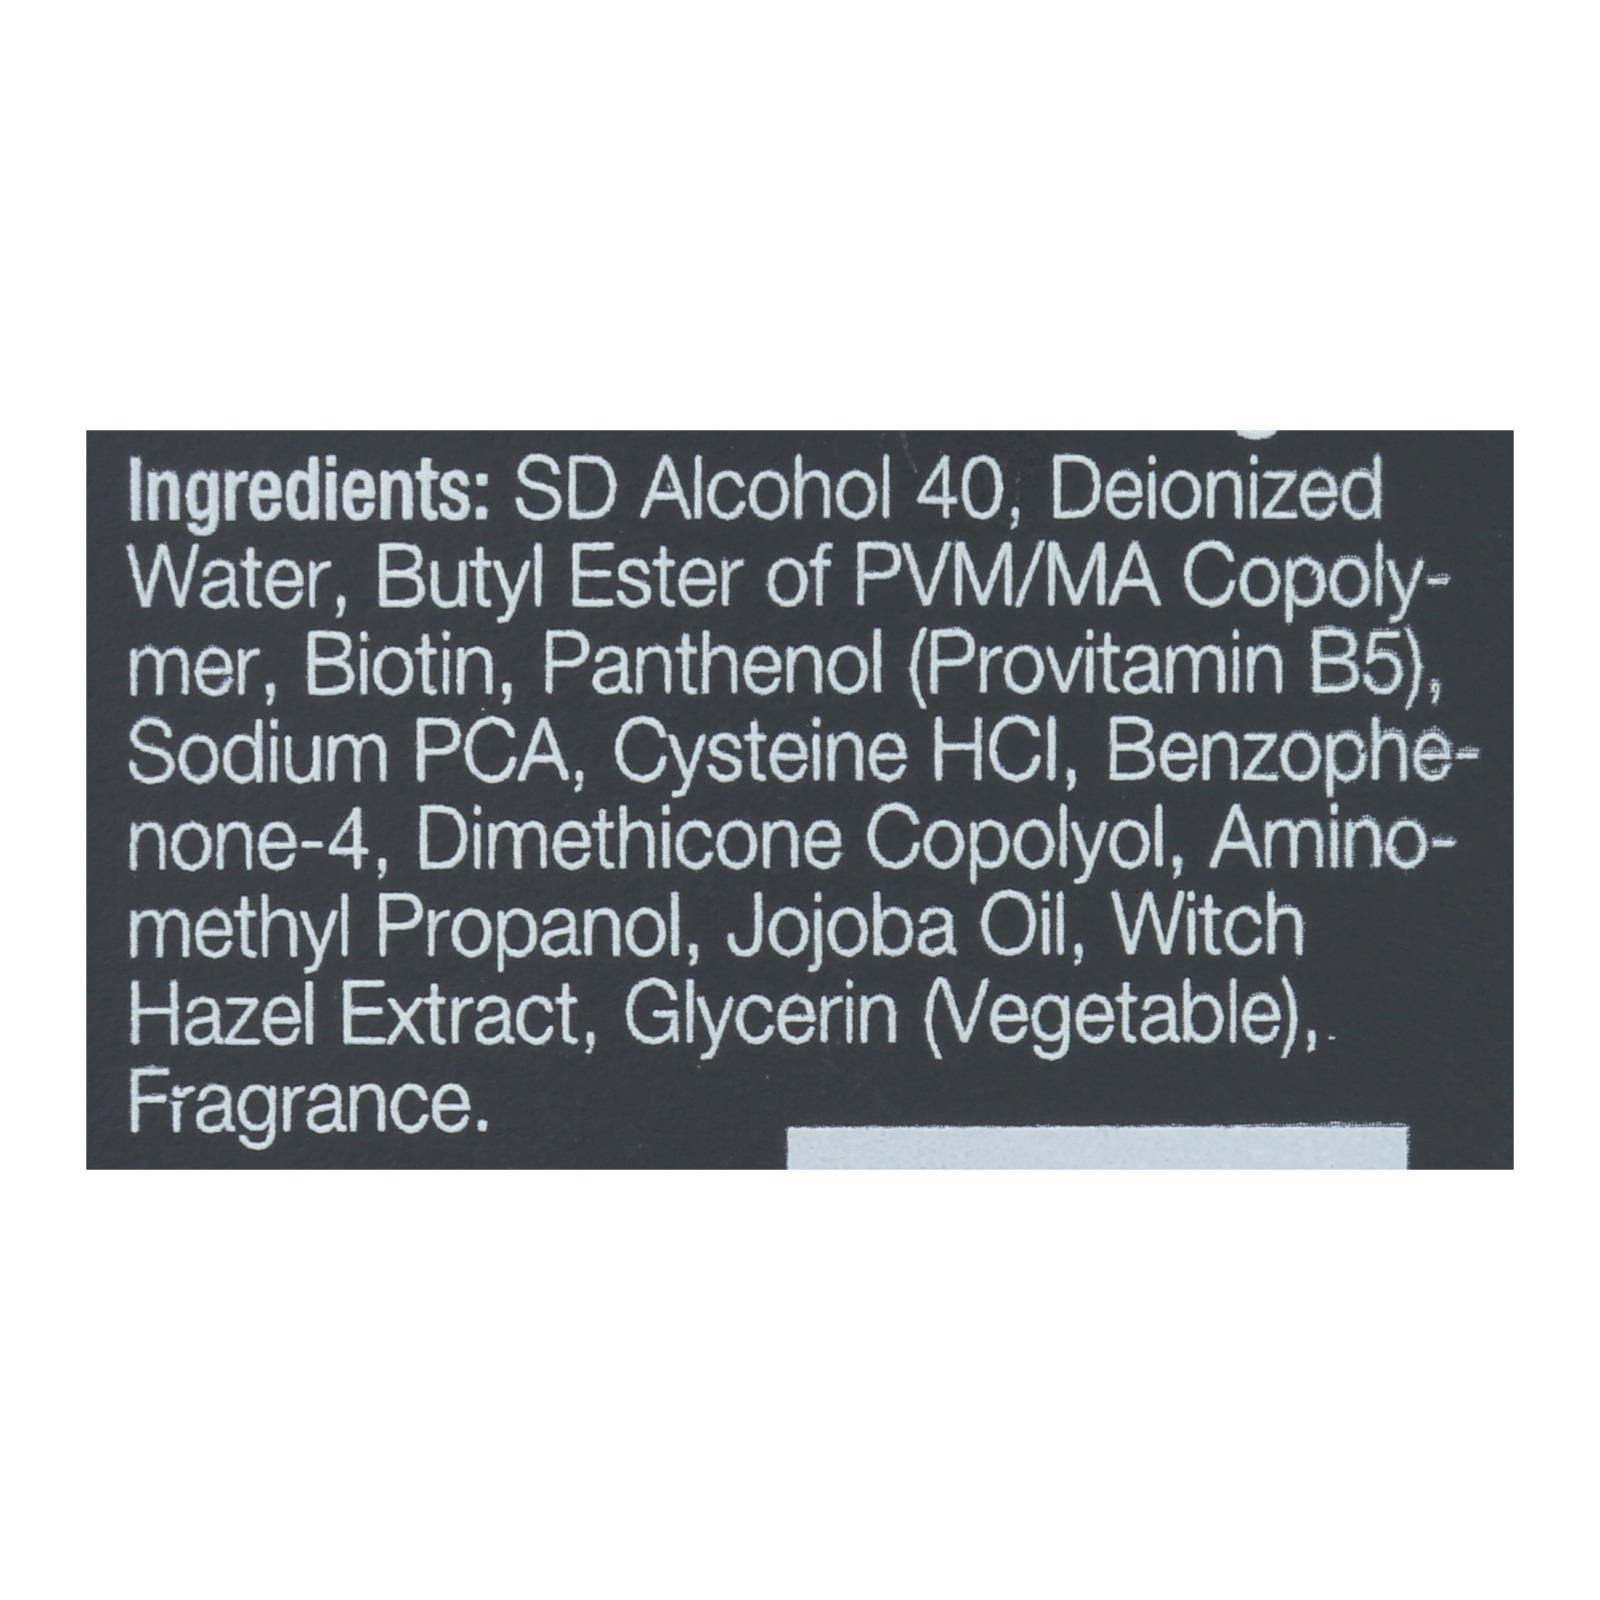 Ingredients: SD Alcohol 40, Deionized
Water, Butyl Ester of PVM/MA Copoly-
mer, Biotin, Panthenol (Provitamin B5),
Sodium PCA, Cysteine HCl, Benzophe-
none-4, Dimethicone Copolyol, Amino-
methyl Propanol, Jojoba Oil, Witch
Hazel Extract, Glycerin (Vegetable),
Fragrance.